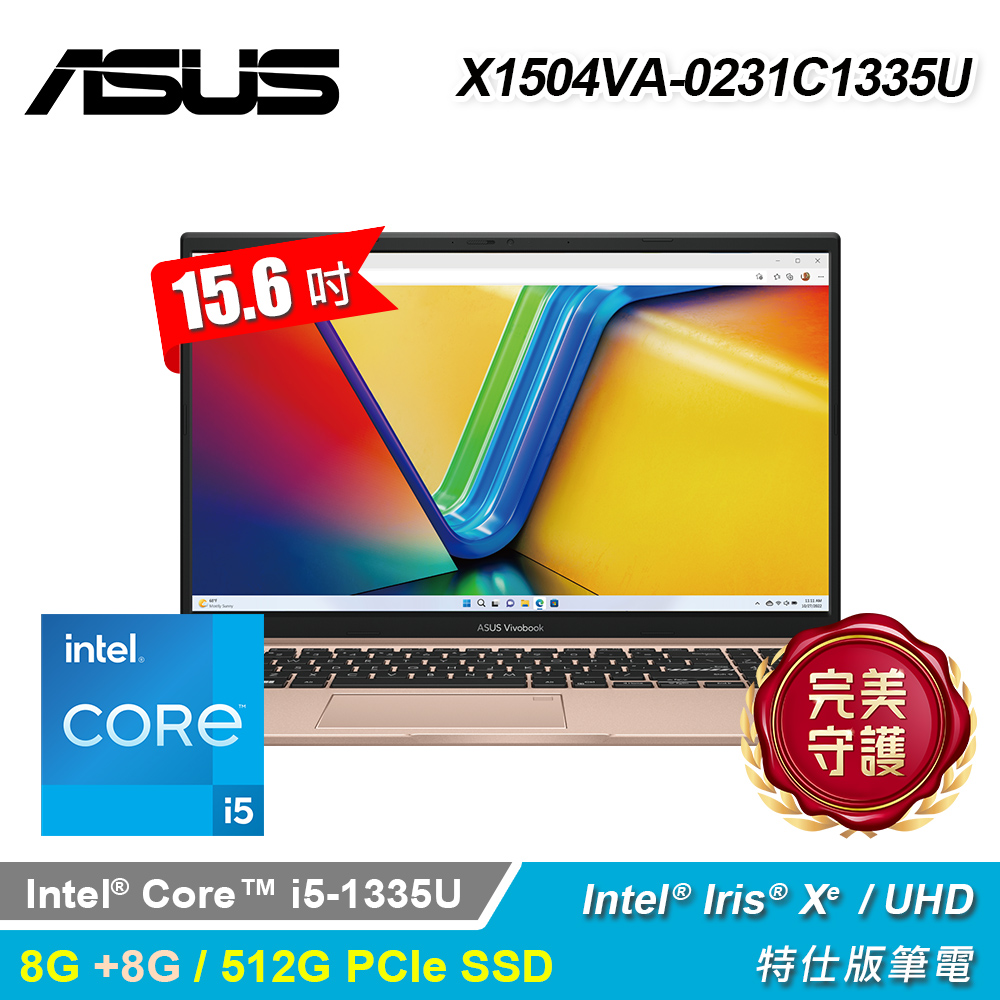 ASUS
X1504VA-0231C1335U
15.6 吋
ASUS Vivobook
intel.
CORE™
i5
完美
守護
Intel® Core™ i5-1335U
Intel® Iris® Xe / UHD
8G +8G / 512G PCIe SSD
特仕版筆電